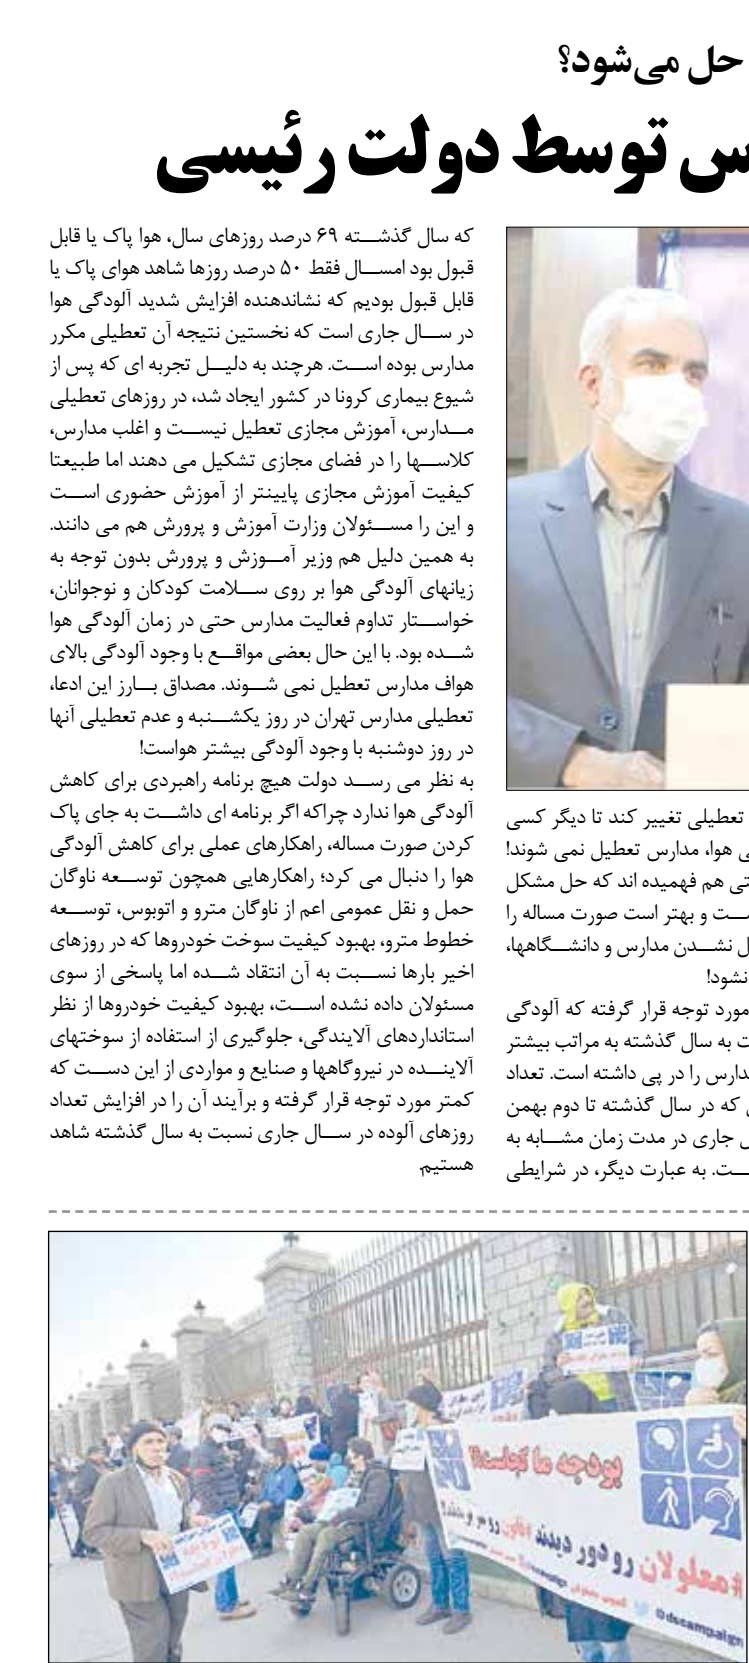 حل می‌شود؟
س توسط دولت رئیسی
تعطیلی تغییر کند تا دیگر کسی
ی هوا، مدارس تعطیل نمی شوند!
تی هم فهمیده اند که حل مشکل
ست و بهتر است صورت مساله را
ل نشدن مدارس و دانشگاهها،
نشود!
مورد توجه قرار گرفته که آلودگی
ت به سال گذشته به مراتب بیشتر
دارس را در پی داشته است. تعداد
ی که در سال گذشته تا دوم بهمن
ل جاری در مدت زمان مشابه به
ست. به عبارت دیگر، در شرایطی
که سال گذشته ۶۹ درصد روزهای سال، هوا پاک یا قابل
قبول بود امسال فقط ۵۰ درصد روزها شاهد هوای پاک یا
قابل قبول بودیم که نشاندهنده افزایش شدید آلودگی هوا
در سال جاری است که نخستین نتیجه آن تعطیلی مکرر
مدارس بوده است. هرچند به دلیل تجربه ای که پس از
شیوع بیماری کرونا در کشور ایجاد شد، در روزهای تعطیلی
مدارس، آموزش مجازی تعطیل نیست و اغلب مدارس،
کلاسها را در فضای مجازی تشکیل می دهند اما طبیعتا
کیفیت آموزش مجازی پایینتر از آموزش حضوری است
و این را مسئولان وزارت آموزش و پرورش هم می دانند.
به همین دلیل هم وزیر آموزش و پرورش بدون توجه به
زیانهای آلودگی هوا بر روی سلامت کودکان و نوجوانان،
خواستار تداوم فعالیت مدارس حتی در زمان آلودگی هوا
شده بود. با این حال بعضی مواقع با وجود آلودگی بالای
هواف مدارس تعطیل نمی شوند. مصداق بارز این ادعا،
تعطیلی مدارس تهران در روز یکشنبه و عدم تعطیلی آنها
در روز دوشنبه با وجود آلودگی بیشتر هواست!
به نظر می رسد دولت هیچ برنامه راهبردی برای کاهش
آلودگی هوا ندارد چراکه اگر برنامه ای داشت به جای پاک
کردن صورت مساله، راهکارهای عملی برای کاهش آلودگی
هوا را دنبال می کرد؛ راهکارهایی همچون توسعه ناوگان
حمل و نقل عمومی اعم از ناوگان مترو و اتوبوس، توسعه
خطوط مترو، بهبود کیفیت سوخت خودروها که در روزهای
اخیر بارها نسبت به آن انتقاد شده اما پاسخی از سوی
مسئولان داده نشده است، بهبود کیفیت خودروها از نظر
استانداردهای آلایندگی، جلوگیری از استفاده از سوختهای
آلاینده در نیروگاهها و صنایع و مواردی از این دست که
کمتر مورد توجه قرار گرفته و برآیند آن را در افزایش تعداد
روزهای آلوده در سال جاری نسبت به سال گذشته شاهد
هستیم.
بودجه ما کجاست؟!
#معلولان رو دور دیدند
@dscampaign